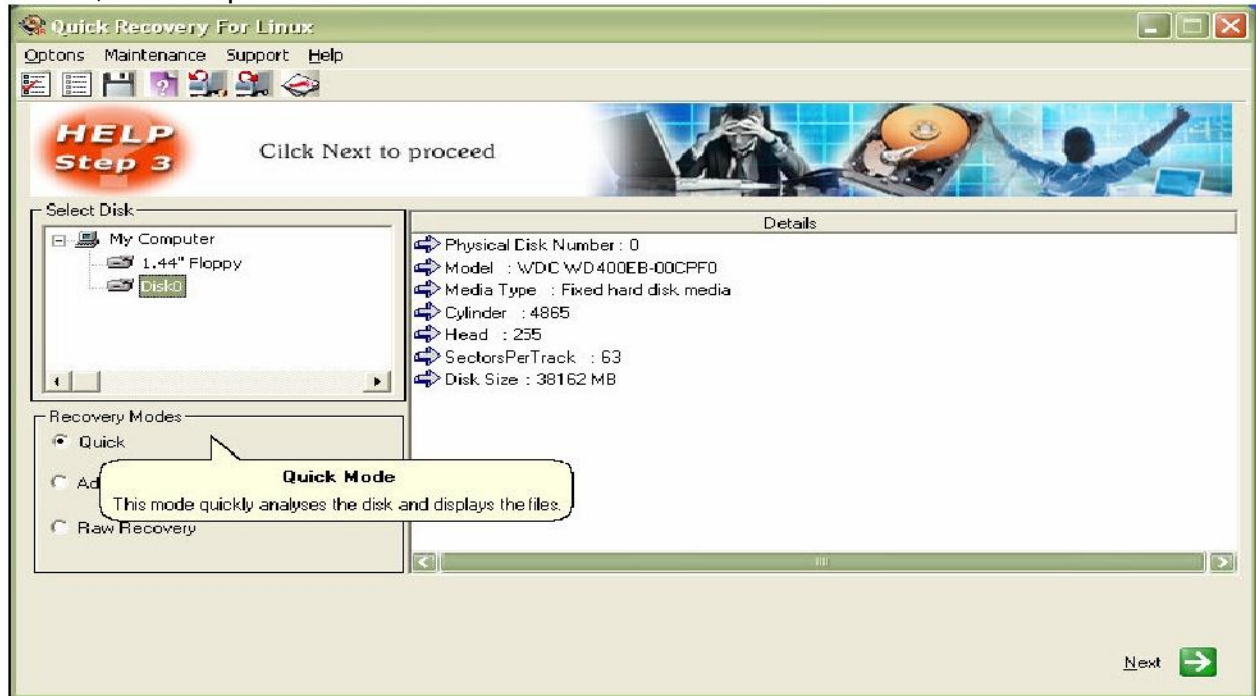 Quick Recovery For Linux
Optons Maintenance Support Help
HELP
Step 3
Cilck Next to proceed
Select Disk
My Computer
1.44" Floppy
Disk0
Details
Physical Disk Number : 0
Model : WDC WD400EB-00CPF0
Media Type : Fixed hard disk media
Cylinder : 4865
Head : 255
SectorsPerTrack : 63
Disk Size : 38162 MB
Recovery Modes
Quick
Quick Mode
This mode quickly analyses the disk and displays the files.
Ad
Raw Recovery
Next